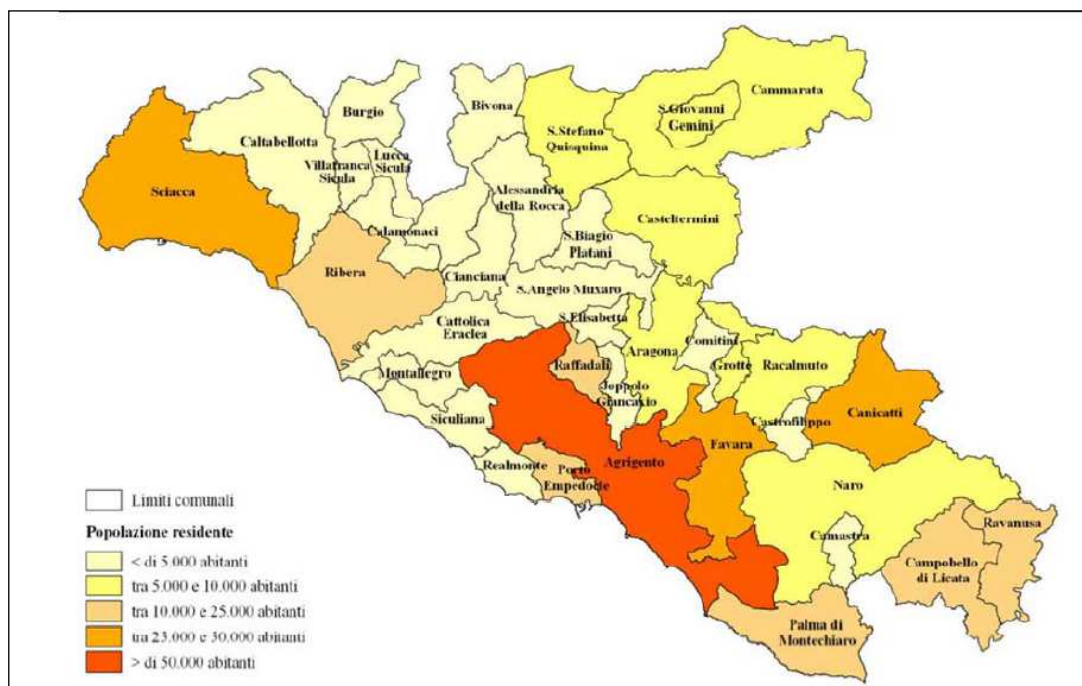 Cammarata
Burgio
Bivona
S.Giovanni
Gemini
S.Stefano
Quisquina
Caltabellotta
Lucca
Sicula
Villafranca
Sicula
Sciacca
Alessandria
della Rocca
Casteltermini
Calamonaci
S.Biagio
Platani
Ribera
Cianciana
S.Angelo Muxaro
S.Elisabetta
Cattolica
Eraclea
Comitini
Aragona
Raffadali
Grotte
Racalmuto
Montallegro
Joppolo
Giancaxio
Siculiana
Castrofilippo
Canicatti
Favara
Realmonte
Porto
Empedocle
Agrigento
Naro
Ravanusa
Camastra
Campobello
di Licata
Palma di
Montechiaro
Limiti comunali
Popolazione residente
< di 5.000 abitanti
tra 5.000 e 10.000 abitanti
tra 10.000 e 25.000 abitanti
tra 25.000 e 50.000 abitanti
> di 50.000 abitanti